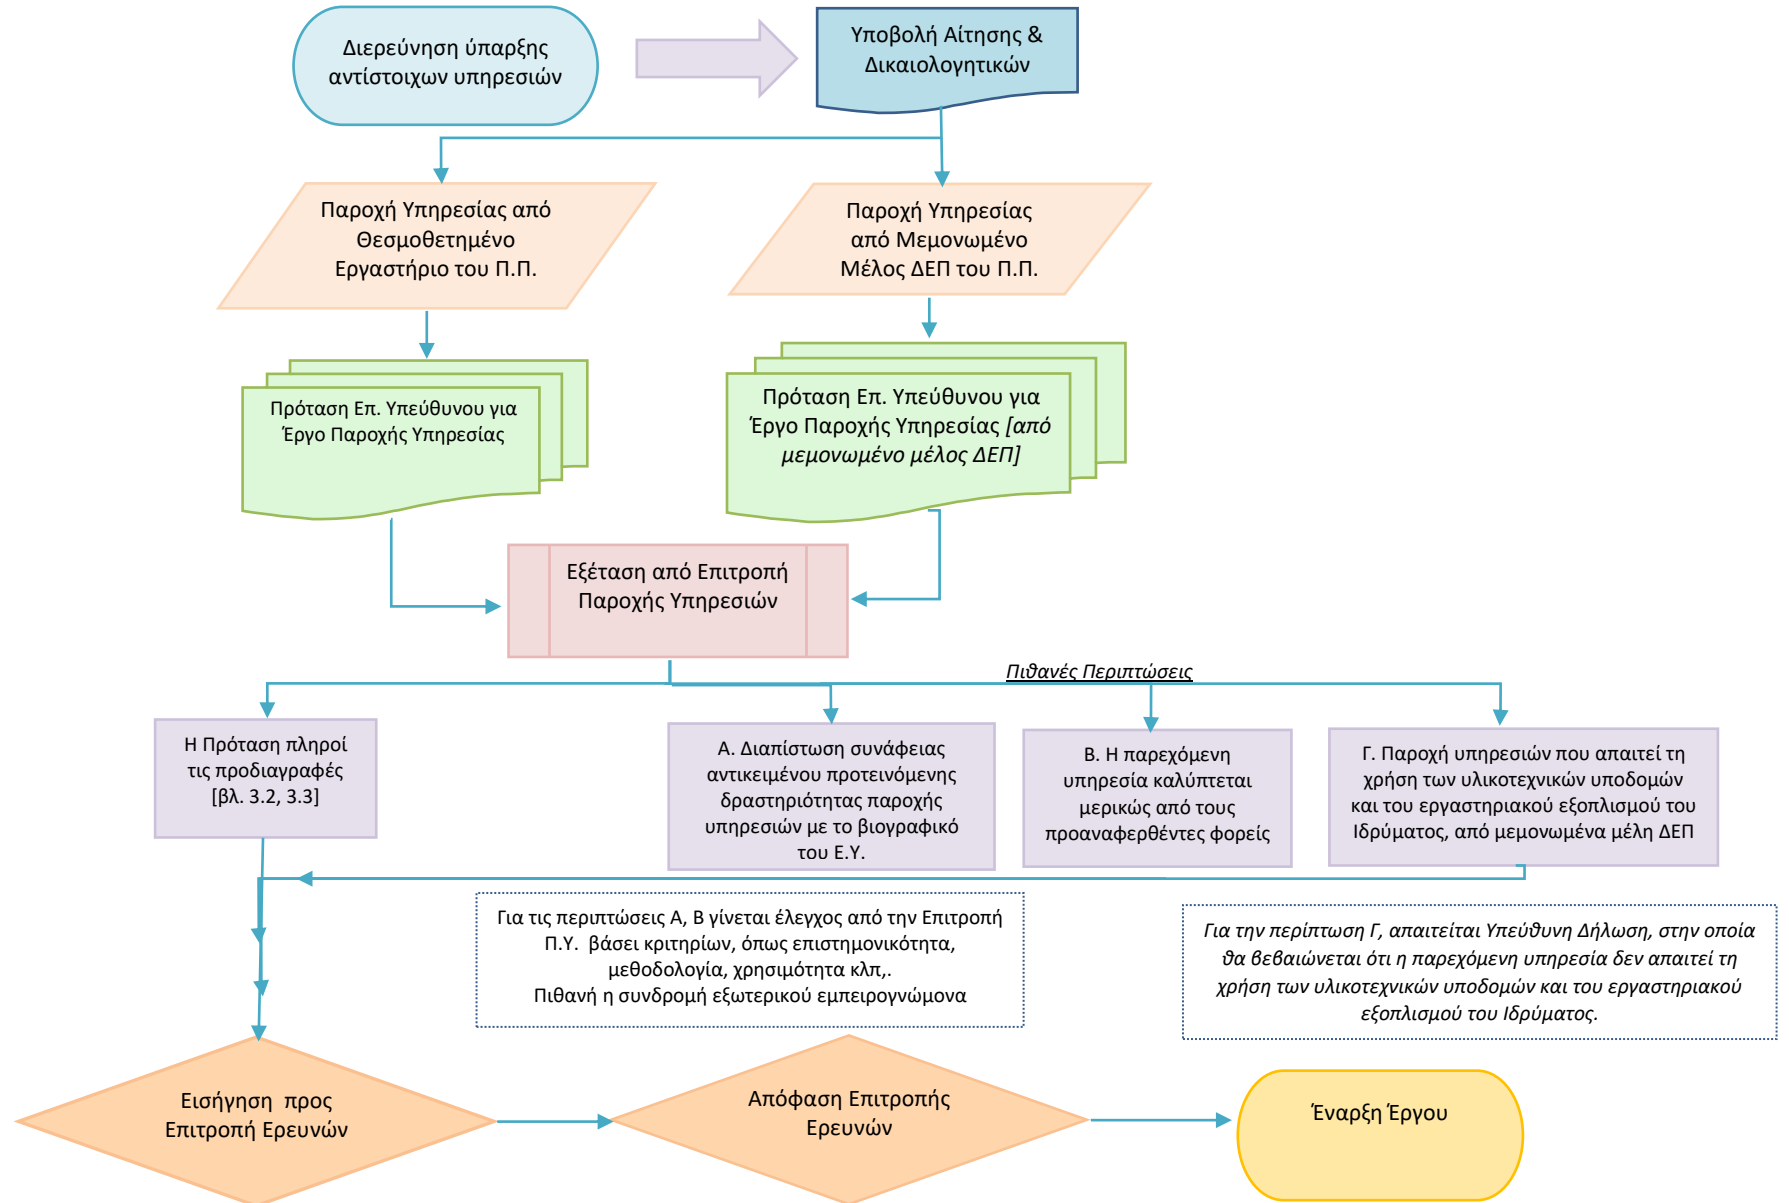 Διερεύνηση ύπαρξης
αντίστοιχων υπηρεσιών
Υποβολή Αίτησης &
Δικαιολογητικών
Παροχή Υπηρεσίας από
Θεσμοθετημένο
Εργαστήριο του Π.Π.
Παροχή Υπηρεσίας
από Μεμονωμένο
Μέλος ΔΕΠ του Π.Π.
Πρόταση Επ. Υπεύθυνου για
Έργο Παροχής Υπηρεσίας
Πρόταση Επ. Υπεύθυνου για
Έργο Παροχής Υπηρεσίας [από
μεμονωμένο μέλος ΔΕΠ]
Εξέταση από Επιτροπή
Παροχής Υπηρεσιών
Πιθανές Περιπτώσεις
Η Πρόταση πληροί
τις προδιαγραφές
[βλ. 3.2, 3.3]
Α. Διαπίστωση συνάφειας
αντικειμένου προτεινόμενης
δραστηριότητας παροχής
υπηρεσιών με το βιογραφικό
του Ε.Υ.
Β. Η παρεχόμενη
υπηρεσία καλύπτεται
μερικώς από τους
προαναφερθέντες φορείς
Γ. Παροχή υπηρεσιών που απαιτεί τη
χρήση των υλικοτεχνικών υποδομών
και του εργαστηριακού εξοπλισμού του
Ιδρύματος, από μεμονωμένα μέλη ΔΕΠ
Για τις περιπτώσεις Α, Β γίνεται έλεγχος από την Επιτροπή
Π.Υ. βάσει κριτηρίων, όπως επιστημονικότητα,
μεθοδολογία, χρησιμότητα κλπ,.
Πιθανή η συνδρομή εξωτερικού εμπειρογνώμονα
Για την περίπτωση Γ, απαιτείται Υπεύθυνη Δήλωση, στην οποία
θα βεβαιώνεται ότι η παρεχόμενη υπηρεσία δεν απαιτεί τη
χρήση των υλικοτεχνικών υποδομών και του εργαστηριακού
εξοπλισμού του Ιδρύματος.
Εισήγηση προς
Επιτροπή Ερευνών
Απόφαση Επιτροπής
Ερευνών
Έναρξη Έργου